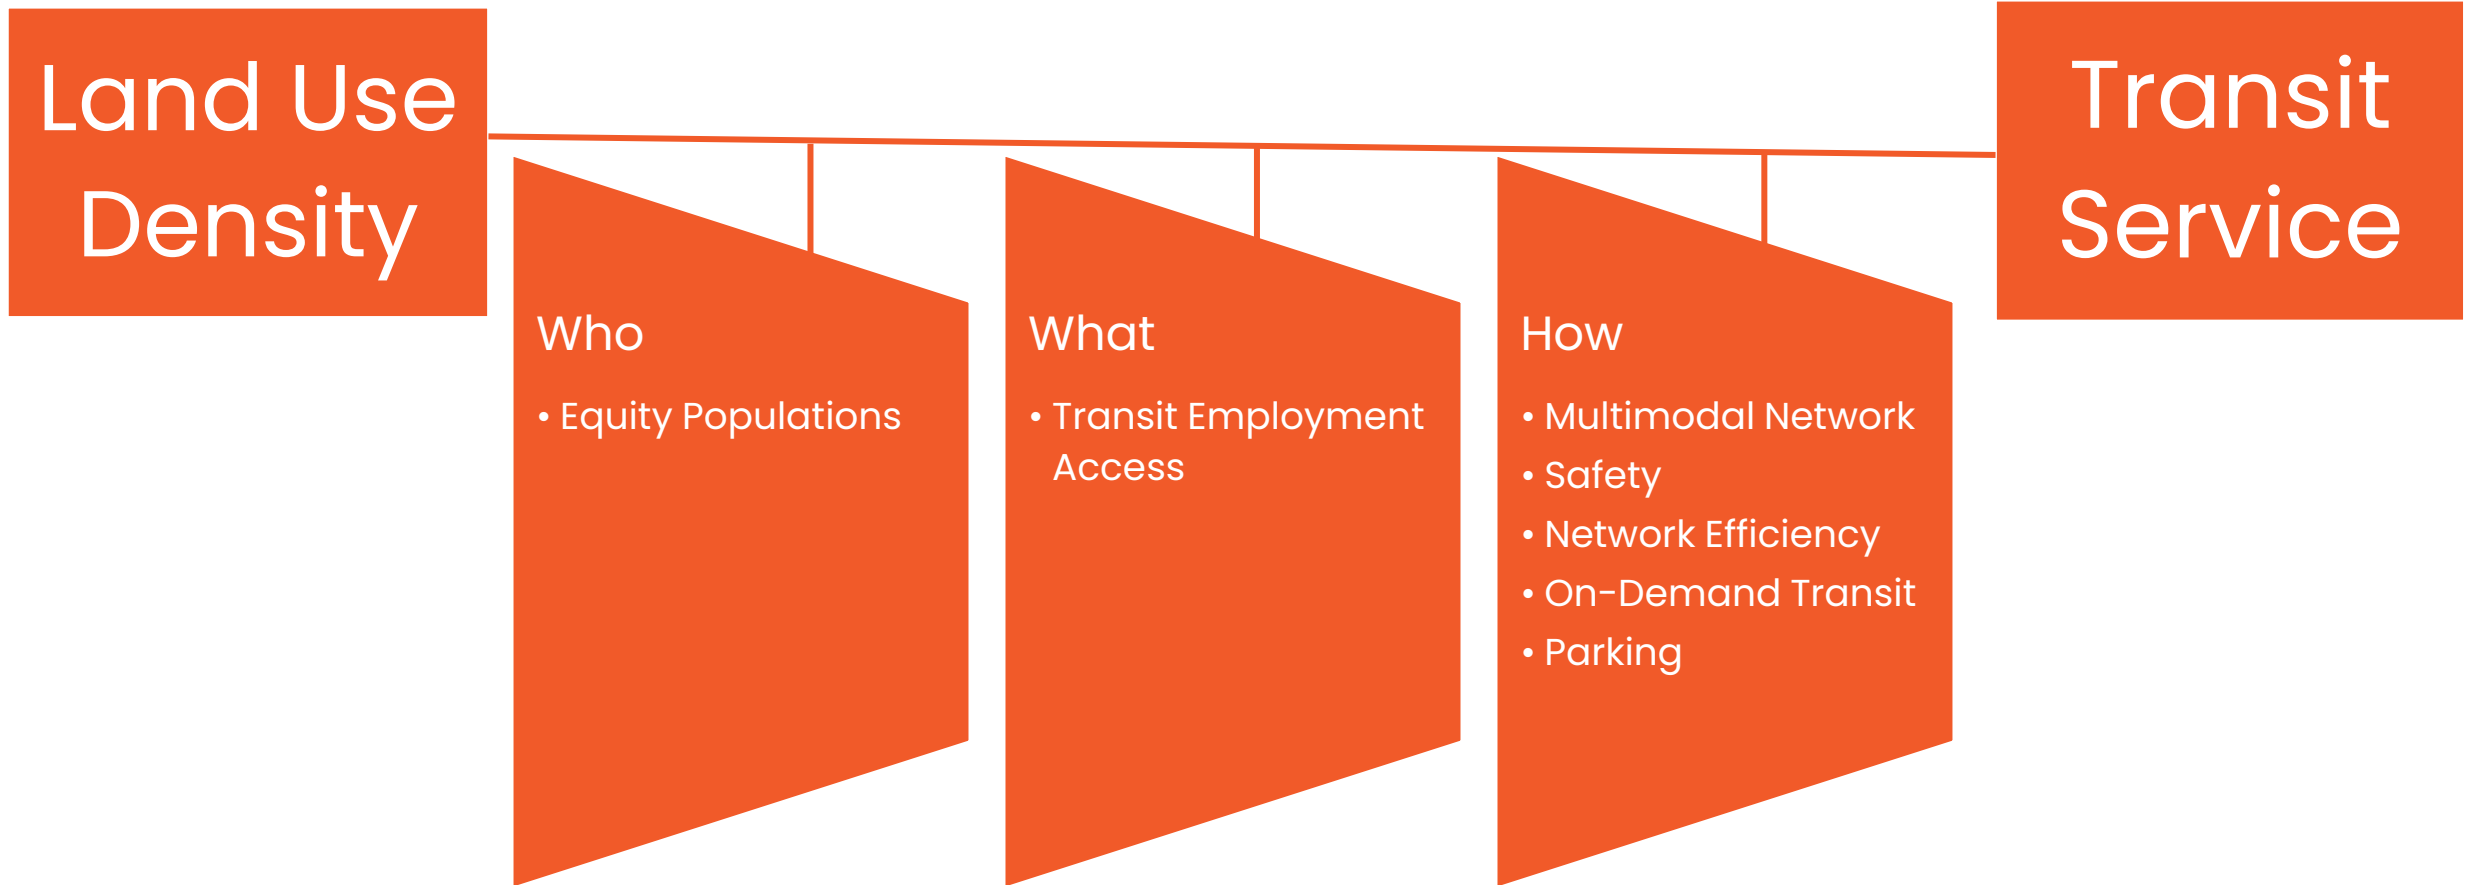 Land Use
Density
Who
• Equity Populations
What
• Transit Employment
Access
How
• Multimodal Network
• Safety
• Network Efficiency
• On-Demand Transit
• Parking
Transit
Service